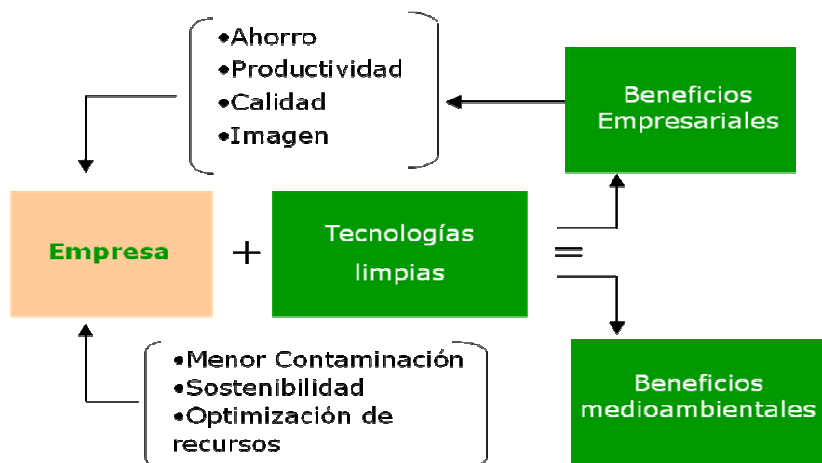 •Ahorro
•Productividad
•Calidad
•Imagen
Beneficios
Empresariales
Empresa
+
Tecnologías
limpias
=
•Menor Contaminación
•Sostenibilidad
•Optimización de
recursos
Beneficios
medioambientales